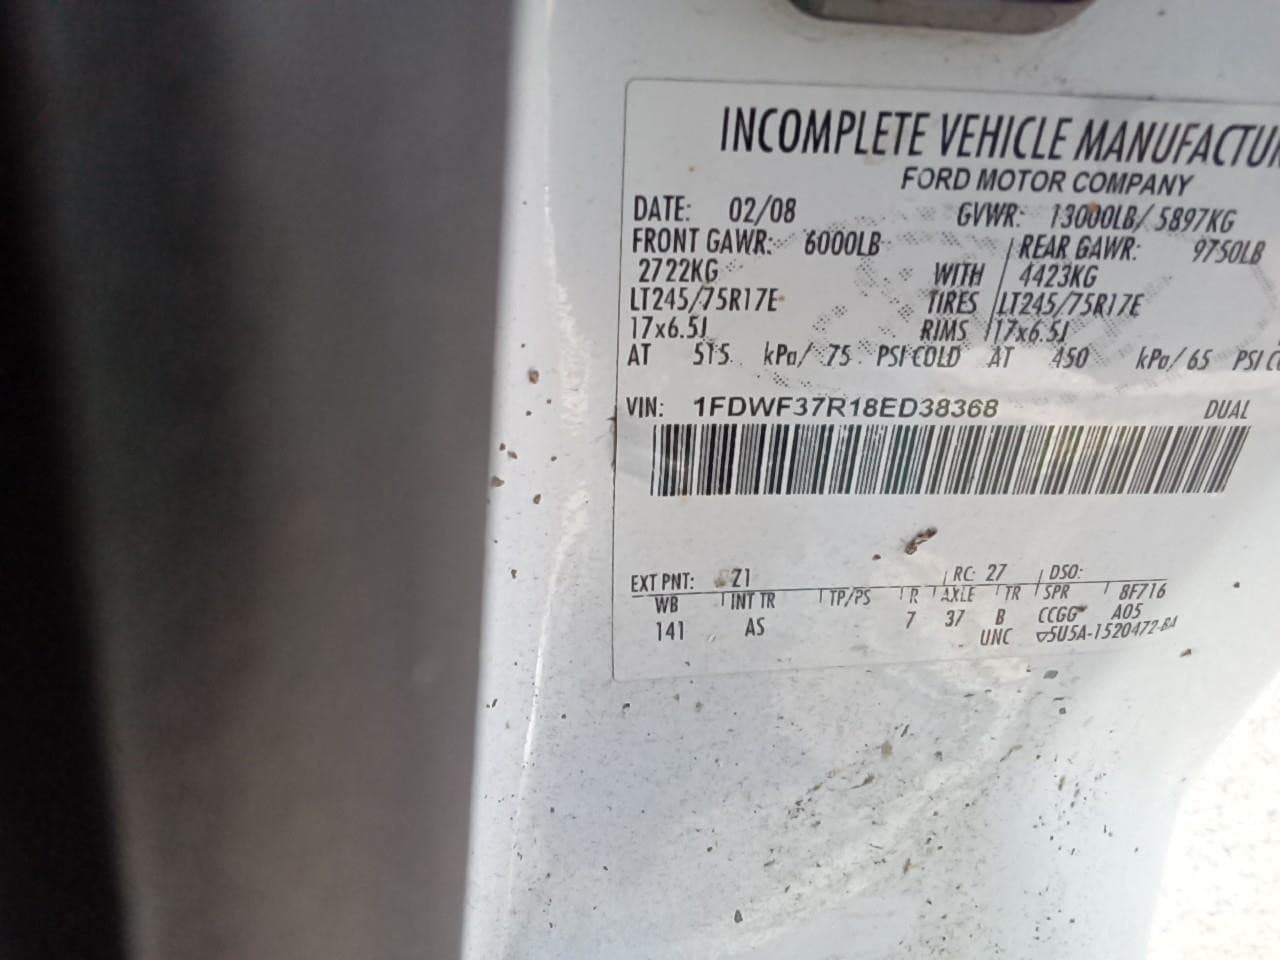 INCOMPLETE VEHICLE MANUFACTU
FORD MOTOR COMPANY
DATE: 02/08 GVWR: 13000LB/ 5897KG
FRONT GAWR: 6000LB REAR GAWR: 9750LB
2722KG WITH 4423KG
LT245/75R17E TIRES LT245/75R17E
17x6.5J RIMS 17x6.5J
AT 515 kPa/ 75 PSI COLD AT 450 kPa/ 65 PSI C
VIN: 1FDWF37R18ED38368 DUAL
EXT PNT: Z1 RC: 27 DSO:
WB INT TR TP/PS R AXLE TR SPR 8F716
141 AS 7 37 B CCGG A05
UNC 5U5A-1520472-BA